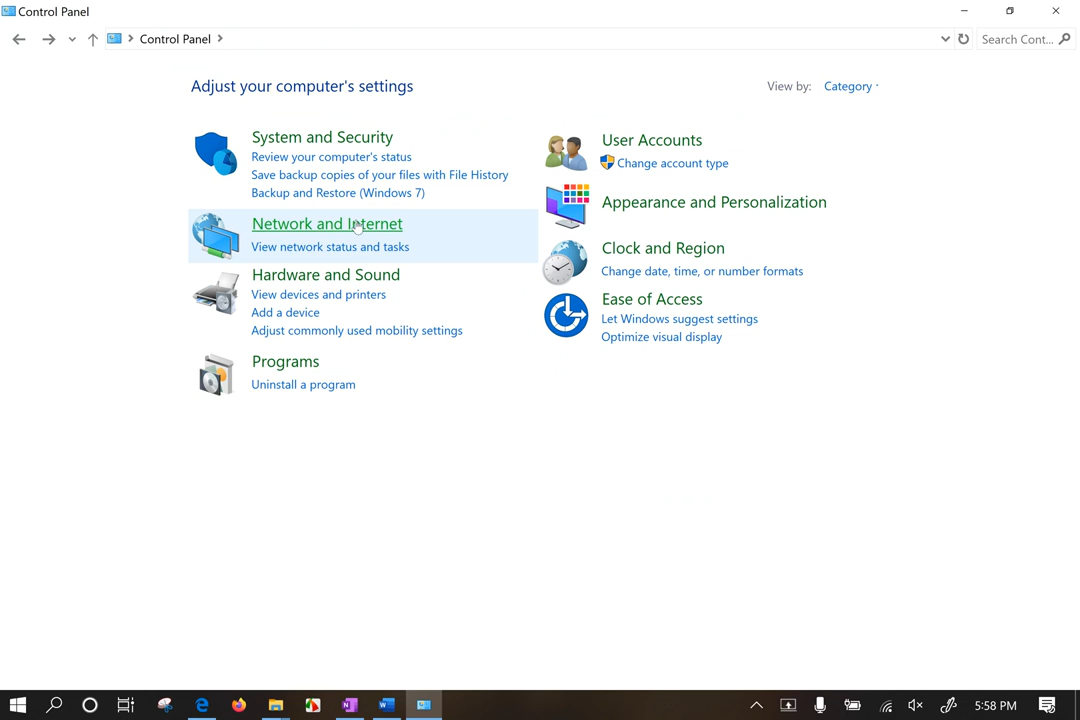 Control Panel
Control Panel
Search Cont...
Adjust your computer's settings
View by: Category
System and Security
Review your computer's status
Save backup copies of your files with File History
Backup and Restore (Windows 7)
Network and Internet
View network status and tasks
Hardware and Sound
View devices and printers
Add a device
Adjust commonly used mobility settings
Programs
Uninstall a program
User Accounts
Change account type
Appearance and Personalization
Clock and Region
Change date, time, or number formats
Ease of Access
Let Windows suggest settings
Optimize visual display
5:58 PM